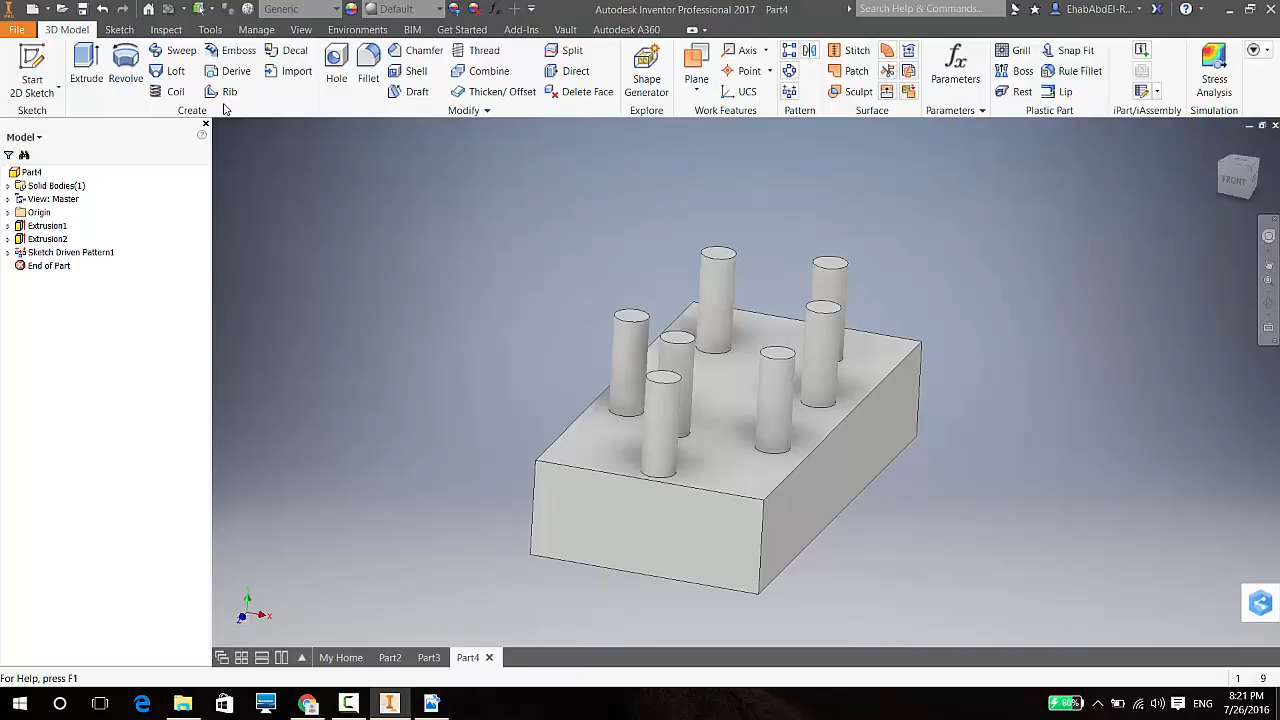 Generic
Default
Autodesk Inventor Professional 2017 Part4
Search Help & Commands...
EhabAbdEl-R...
File
3D Model
Sketch
Inspect
Tools
Manage
View
Environments
BIM
Get Started
Add-Ins
Vault
Autodesk A360
Start
2D Sketch
Extrude
Revolve
Sweep
Loft
Coil
Emboss
Derive
Rib
Decal
Import
Hole
Fillet
Chamfer
Shell
Draft
Thread
Combine
Thicken/ Offset
Split
Direct
Delete Face
Shape
Generator
Plane
Axis
Point
UCS
Stitch
Patch
Sculpt
Parameters
Grill
Boss
Rest
Snap Fit
Rule Fillet
Lip
Stress
Analysis
Sketch
Create
Modify
Explore
Work Features
Pattern
Surface
Parameters
Plastic Part
iPart/iAssembly
Simulation
Model
Part4
Solid Bodies(1)
View: Master
Origin
Extrusion1
Extrusion2
Sketch Driven Pattern1
End of Part
FRONT
Y
X
Z
My Home
Part2
Part3
Part4
For Help, press F1
1 9
60%
ENG
8:21 PM
7/26/2016